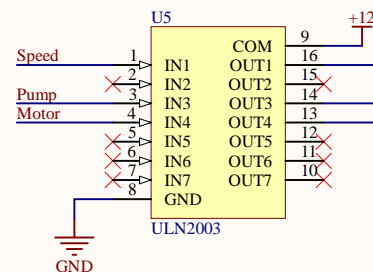 U5
+12
COM 9
Speed 1 IN1 OUT1 16
2 IN2 OUT2 15
Pump 3 IN3 OUT3 14
Motor 4 IN4 OUT4 13
5 IN5 OUT5 12
6 IN6 OUT6 11
7 IN7 OUT7 10
8 GND
ULN2003
GND